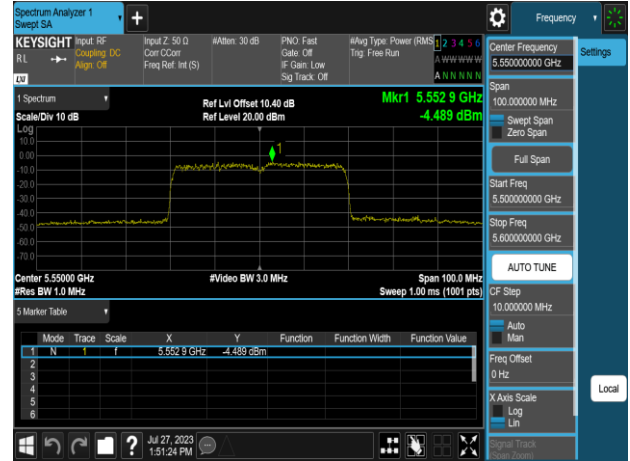 Spectrum Analyzer 1
Swept SA
+
Frequency
KEYSIGHT
RL
LXI
Input: RF
Coupling: DC
Align: Off
Input Z: 50 Ω
Corr CCorr
Freq Ref: Int (S)
#Atten: 30 dB
PNO: Fast
Gate: Off
IF Gain: Low
Sig Track: Off
#Avg Type: Power (RMS
Trig: Free Run
1 2 3 4 5 6
A W W W W W
A N N N N N
1 Spectrum
Scale/Div 10 dB
Ref Lvl Offset 10.40 dB
Ref Level 20.00 dBm
Mkr1 5.552 9 GHz
-4.489 dBm
Log
10.0
0.00
-10.0
-20.0
-30.0
-40.0
-50.0
-60.0
-70.0
1
Center 5.55000 GHz
#Res BW 1.0 MHz
#Video BW 3.0 MHz
Span 100.0 MHz
Sweep 1.00 ms (1001 pts)
5 Marker Table
Mode Trace Scale X Y Function Function Width Function Value
1 N 1 f 5.552 9 GHz -4.489 dBm
2
3
4
5
6
Jul 27, 2023
1:51:24 PM
Center Frequency
5.550000000 GHz
Settings
Span
100.000000 MHz
Swept Span
Zero Span
Full Span
Start Freq
5.500000000 GHz
Stop Freq
5.600000000 GHz
AUTO TUNE
CF Step
10.000000 MHz
Auto
Man
Freq Offset
0 Hz
X Axis Scale
Log
Lin
Local
Signal Track
(Span Zoom)